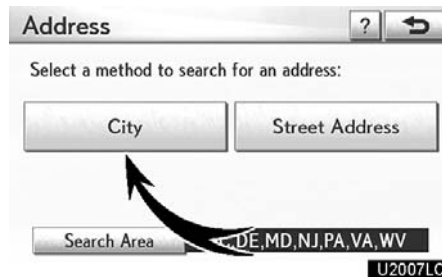 Address ?
Select a method to search for an address:
City Street Address
Search Area DE,MD,NJ,PA,VA,WV
U2007LC